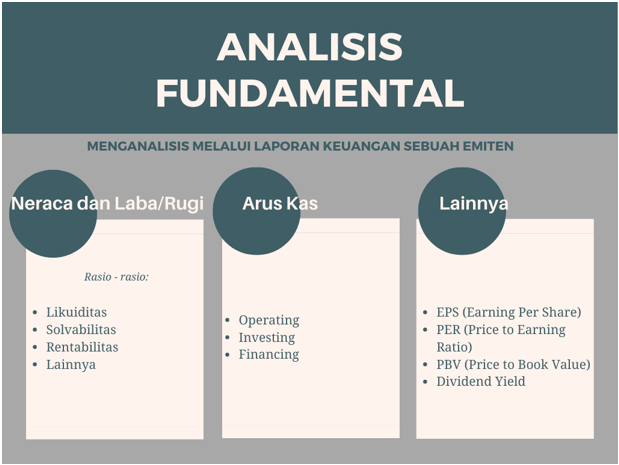 ANALISIS
FUNDAMENTAL
MENGANALISIS MELALUI LAPORAN KEUANGAN SEBUAH EMITEN
Neraca dan Laba/Rugi
Rasio - rasio:
• Likuiditas
• Solvabilitas
• Rentabilitas
• Lainnya
Arus Kas
• Operating
• Investing
• Financing
Lainnya
• EPS (Earning Per Share)
• PER (Price to Earning
Ratio)
• PBV (Price to Book Value)
• Dividend Yield